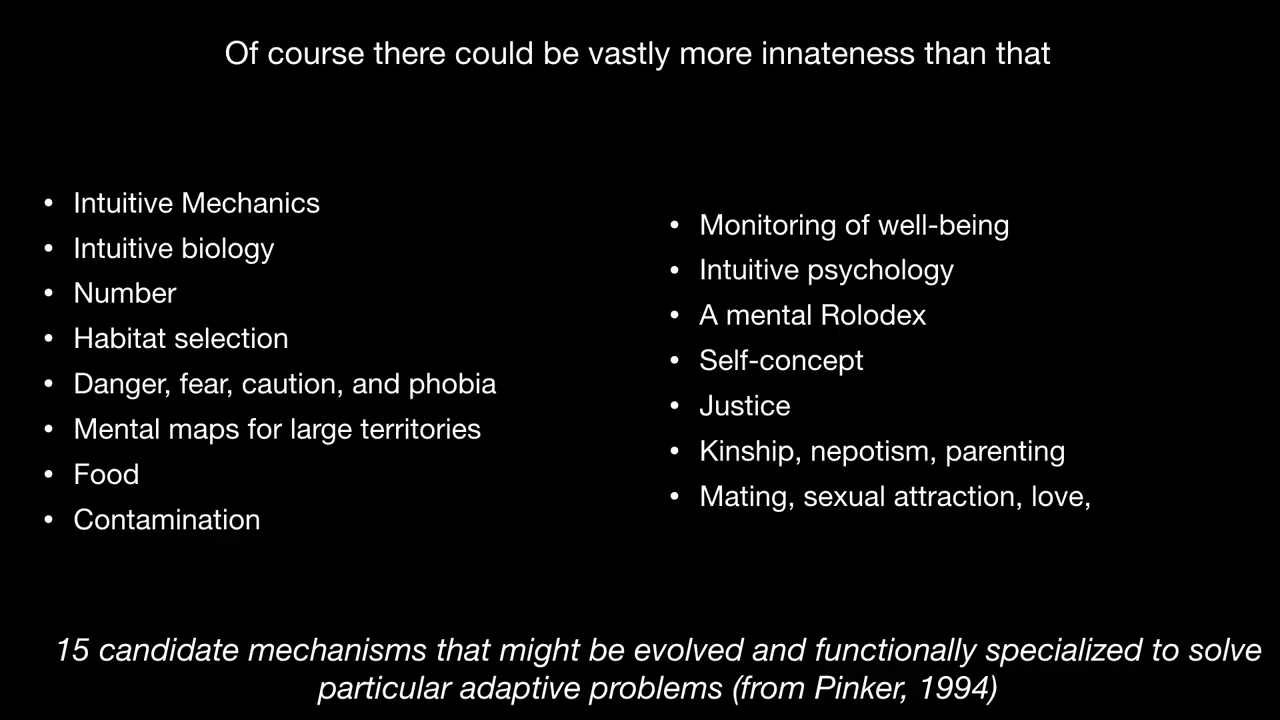 Of course there could be vastly more innateness than that
• Intuitive Mechanics
• Intuitive biology
• Number
• Habitat selection
• Danger, fear, caution, and phobia
• Mental maps for large territories
• Food
• Contamination
• Monitoring of well-being
• Intuitive psychology
• A mental Rolodex
• Self-concept
• Justice
• Kinship, nepotism, parenting
• Mating, sexual attraction, love,
15 candidate mechanisms that might be evolved and functionally specialized to solve
particular adaptive problems (from Pinker, 1994)